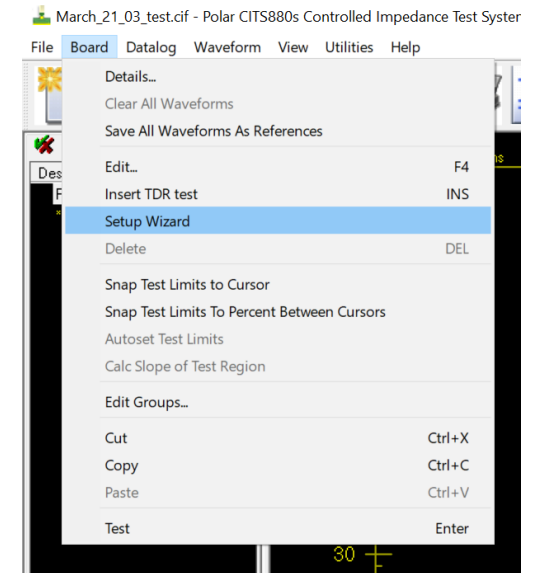 March_21_03_test.cif - Polar CITS880s Controlled Impedance Test System
File Board Datalog Waveform View Utilities Help
Details...
Clear All Waveforms
Save All Waveforms As References
ns
Edit... F4
Des
Insert TDR test INS
F
Setup Wizard
*
Delete DEL
Snap Test Limits to Cursor
Snap Test Limits To Percent Between Cursors
Autoset Test Limits
Calc Slope of Test Region
Edit Groups...
Cut Ctrl+X
Copy Ctrl+C
Paste Ctrl+V
Test Enter
30